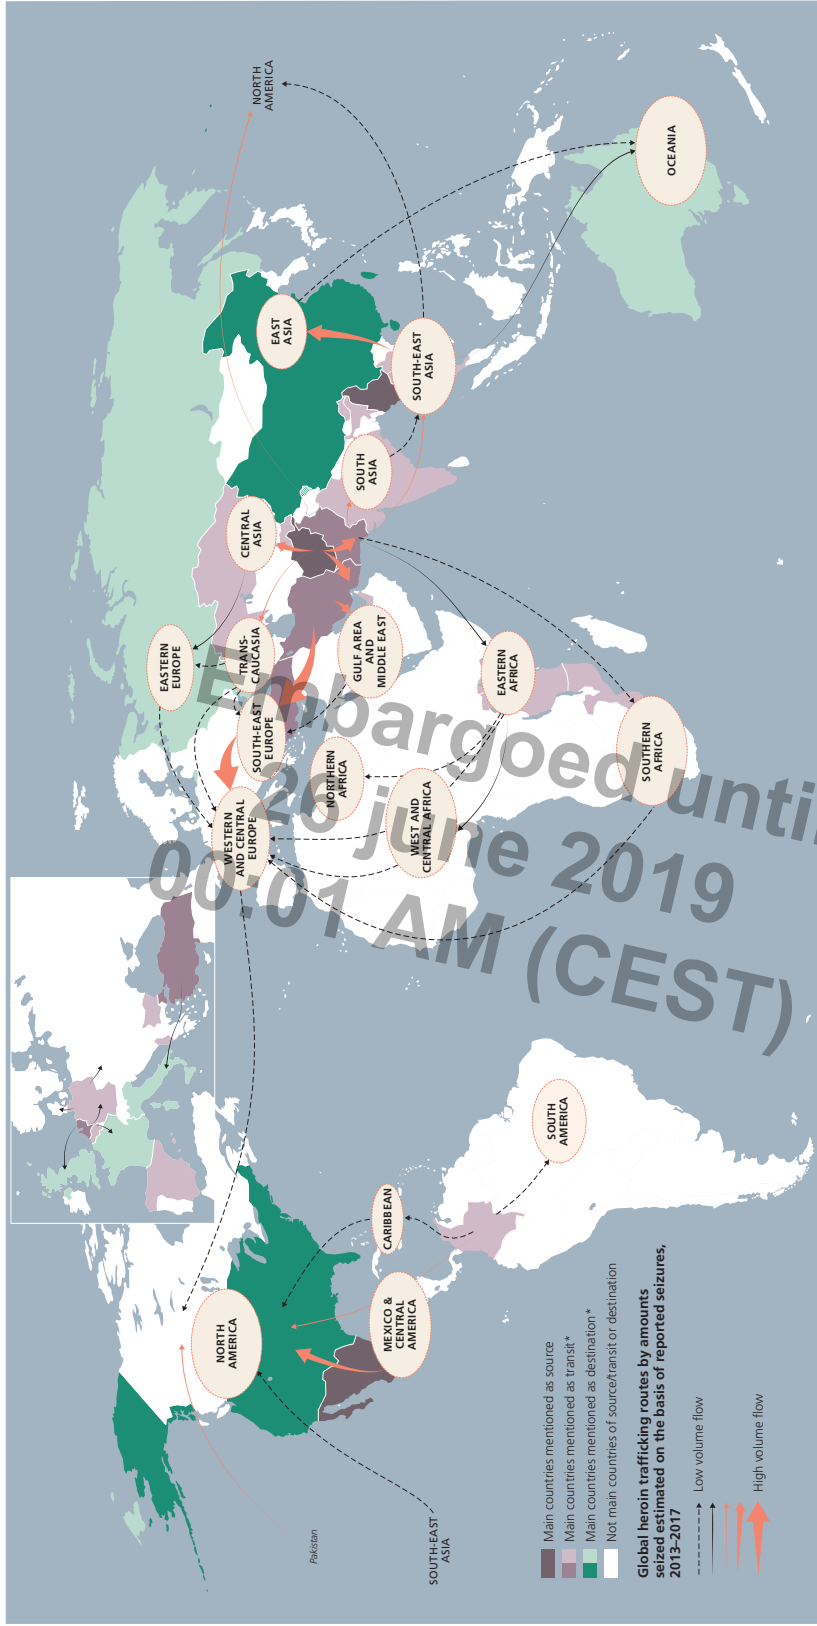 NORTH
AMERICA
Pakistan
SOUTH-EAST
ASIA
MEXICO &
CENTRAL
AMERICA
CARIBBEAN
SOUTH
AMERICA
WESTERN
AND CENTRAL
EUROPE
SOUTH-EAST
EUROPE
EASTERN
EUROPE
TRANS-
CAUCASIA
CENTRAL
ASIA
GULF AREA
AND
MIDDLE EAST
NORTHERN
AFRICA
WEST AND
CENTRAL AFRICA
EASTERN
AFRICA
SOUTHERN
AFRICA
SOUTH
ASIA
EAST
ASIA
SOUTH-EAST
ASIA
OCEANIA
NORTH
AMERICA
Main countries mentioned as source
Main countries mentioned as transit*
Main countries mentioned as destination*
Not main countries of source/transit or destination
Global heroin trafficking routes by amounts
seized estimated on the basis of reported seizures,
2013–2017
Low volume flow
High volume flow
Embargoed until
26 june 2019
00:01 AM (CEST)